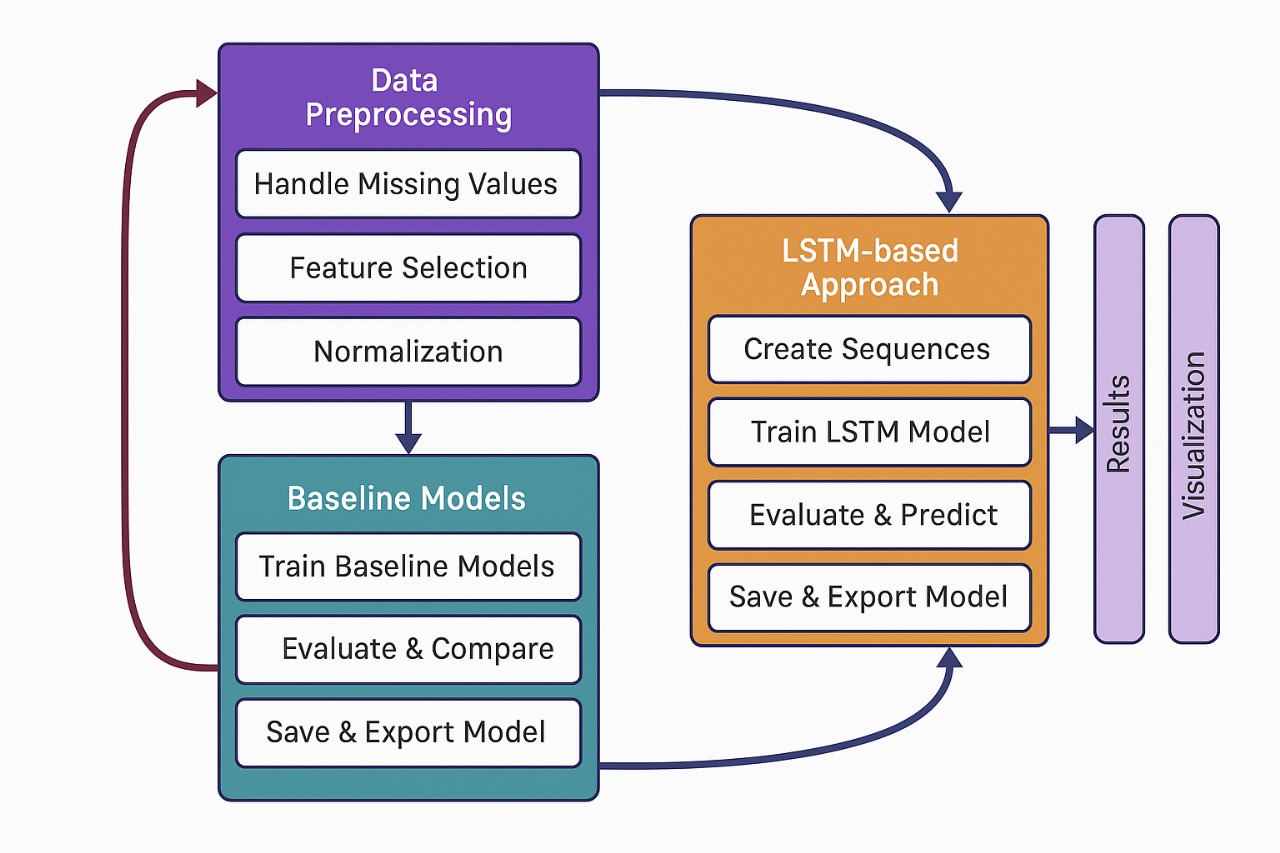 Data
Preprocessing
Handle Missing Values
Feature Selection
Normalization
Baseline Models
Train Baseline Models
Evaluate & Compare
Save & Export Model
LSTM-based
Approach
Create Sequences
Train LSTM Model
Evaluate & Predict
Save & Export Model
Results
Visualization